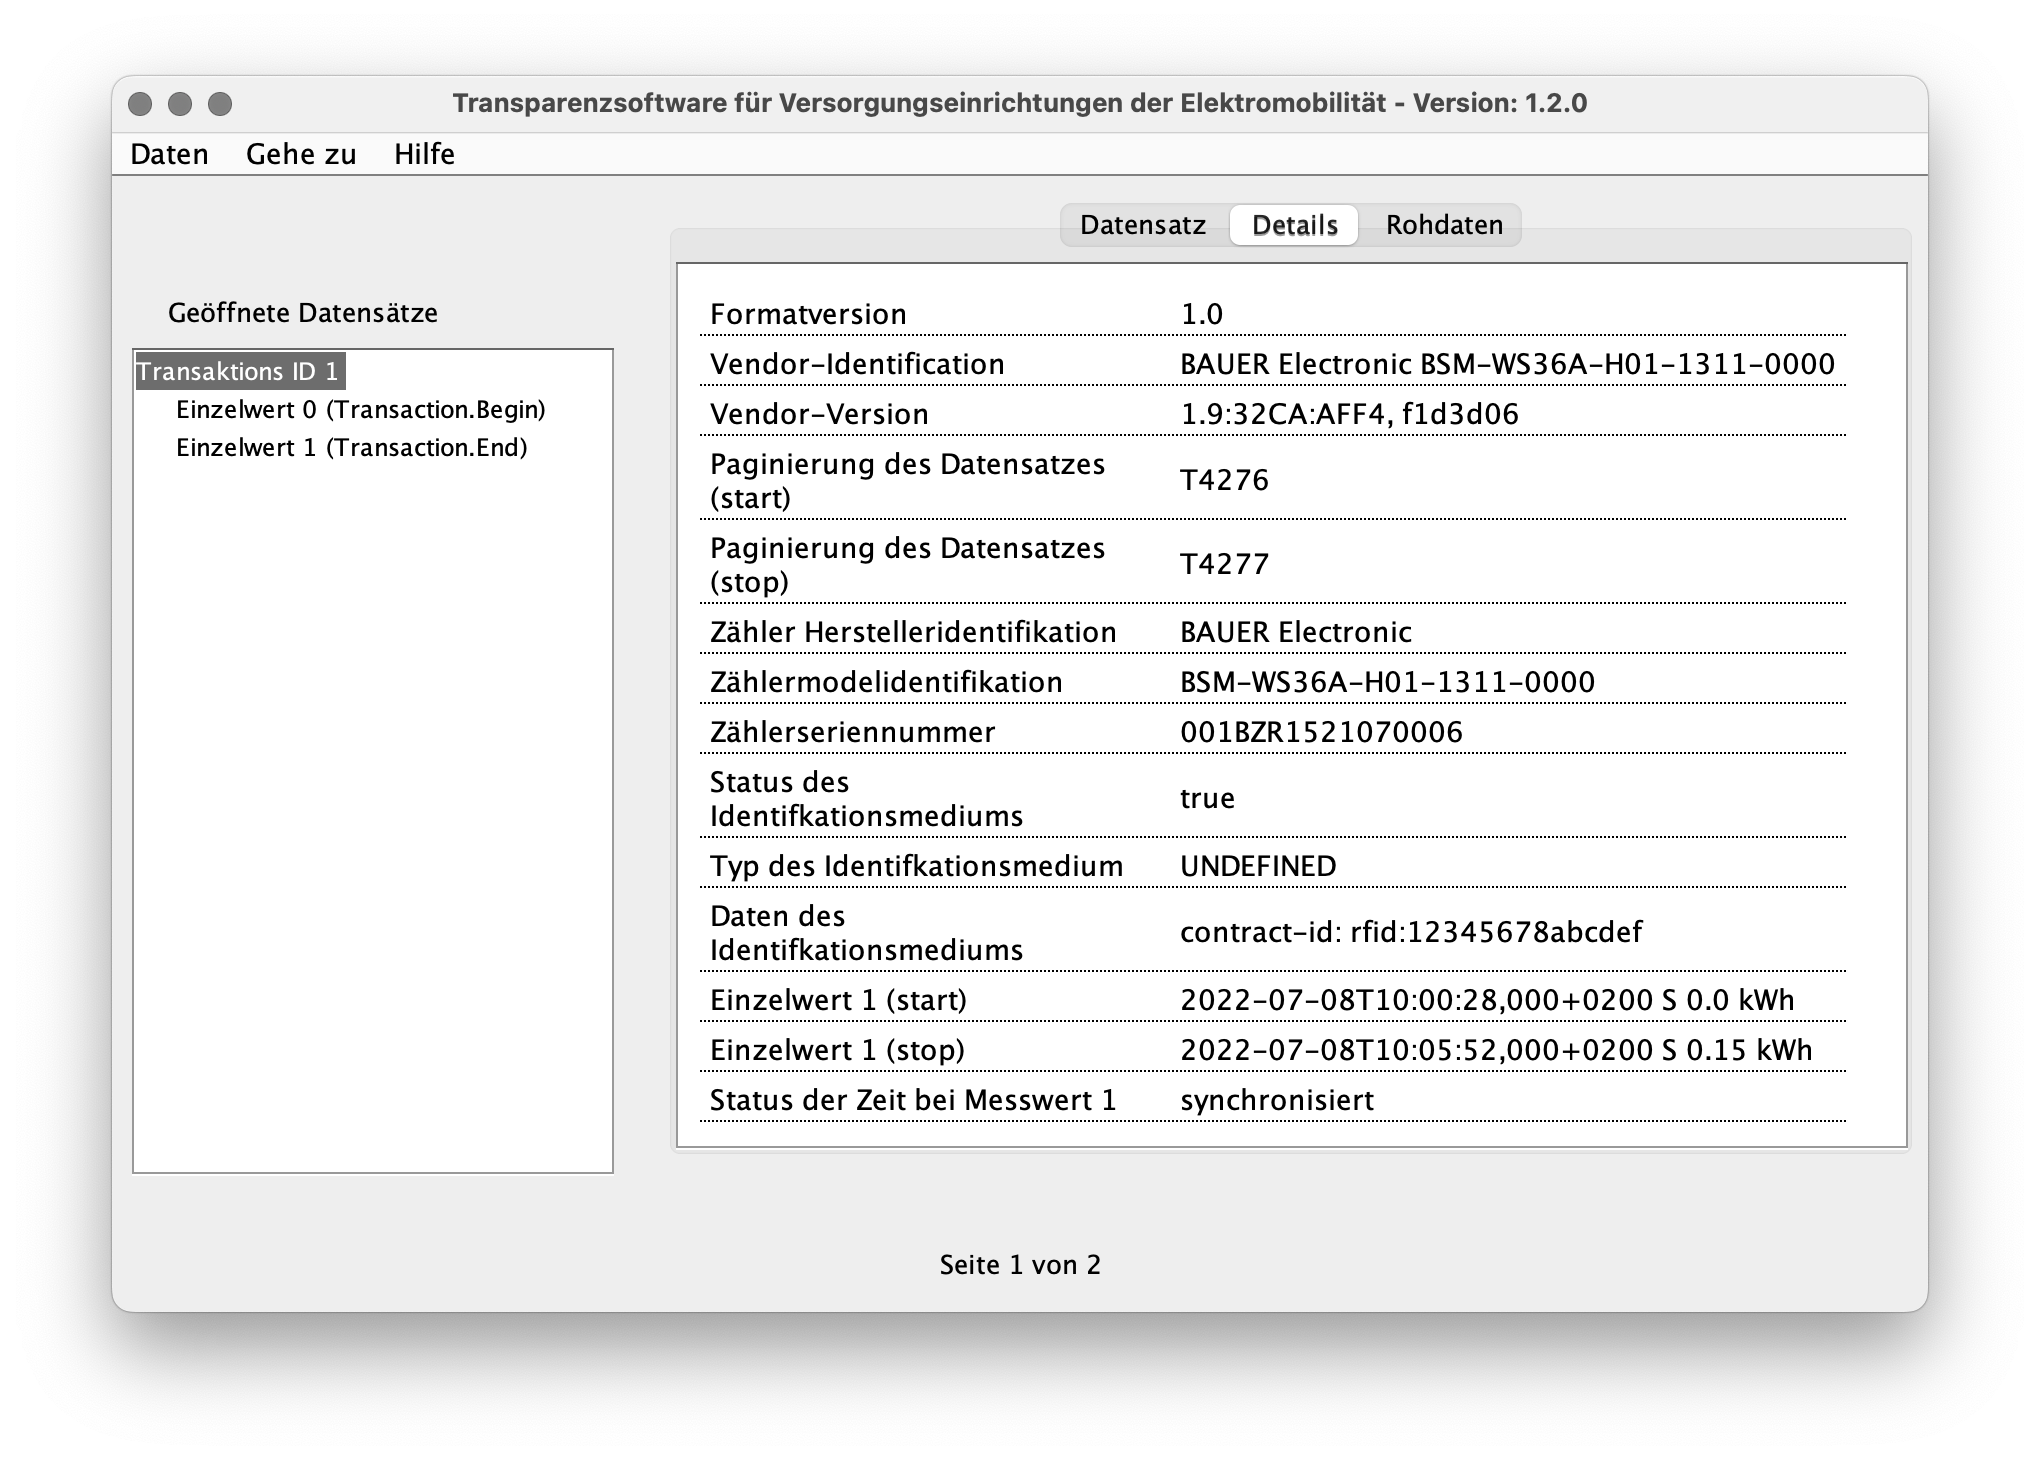 Transparenzsoftware für Versorgungseinrichtungen der Elektromobilität - Version: 1.2.0
Daten Gehe zu Hilfe
Datensatz Details Rohdaten
Geöffnete Datensätze
Transaktions ID 1
Einzelwert 0 (Transaction.Begin)
Einzelwert 1 (Transaction.End)
Formatversion 1.0
Vendor-Identification BAUER Electronic BSM-WS36A-H01-1311-0000
Vendor-Version 1.9:32CA:AFF4, f1d3d06
Paginierung des Datensatzes
(start)
T4276
Paginierung des Datensatzes
(stop)
T4277
Zähler Herstelleridentifikation BAUER Electronic
Zählermodelidentifikation BSM-WS36A-H01-1311-0000
Zählerseriennummer 001BZR1521070006
Status des
Identifkationsmediums
true
Typ des Identifkationsmedium UNDEFINED
Daten des
Identifkationsmediums
contract-id: rfid:12345678abcdef
Einzelwert 1 (start) 2022-07-08T10:00:28,000+0200 S 0.0 kWh
Einzelwert 1 (stop) 2022-07-08T10:05:52,000+0200 S 0.15 kWh
Status der Zeit bei Messwert 1 synchronisiert
Seite 1 von 2